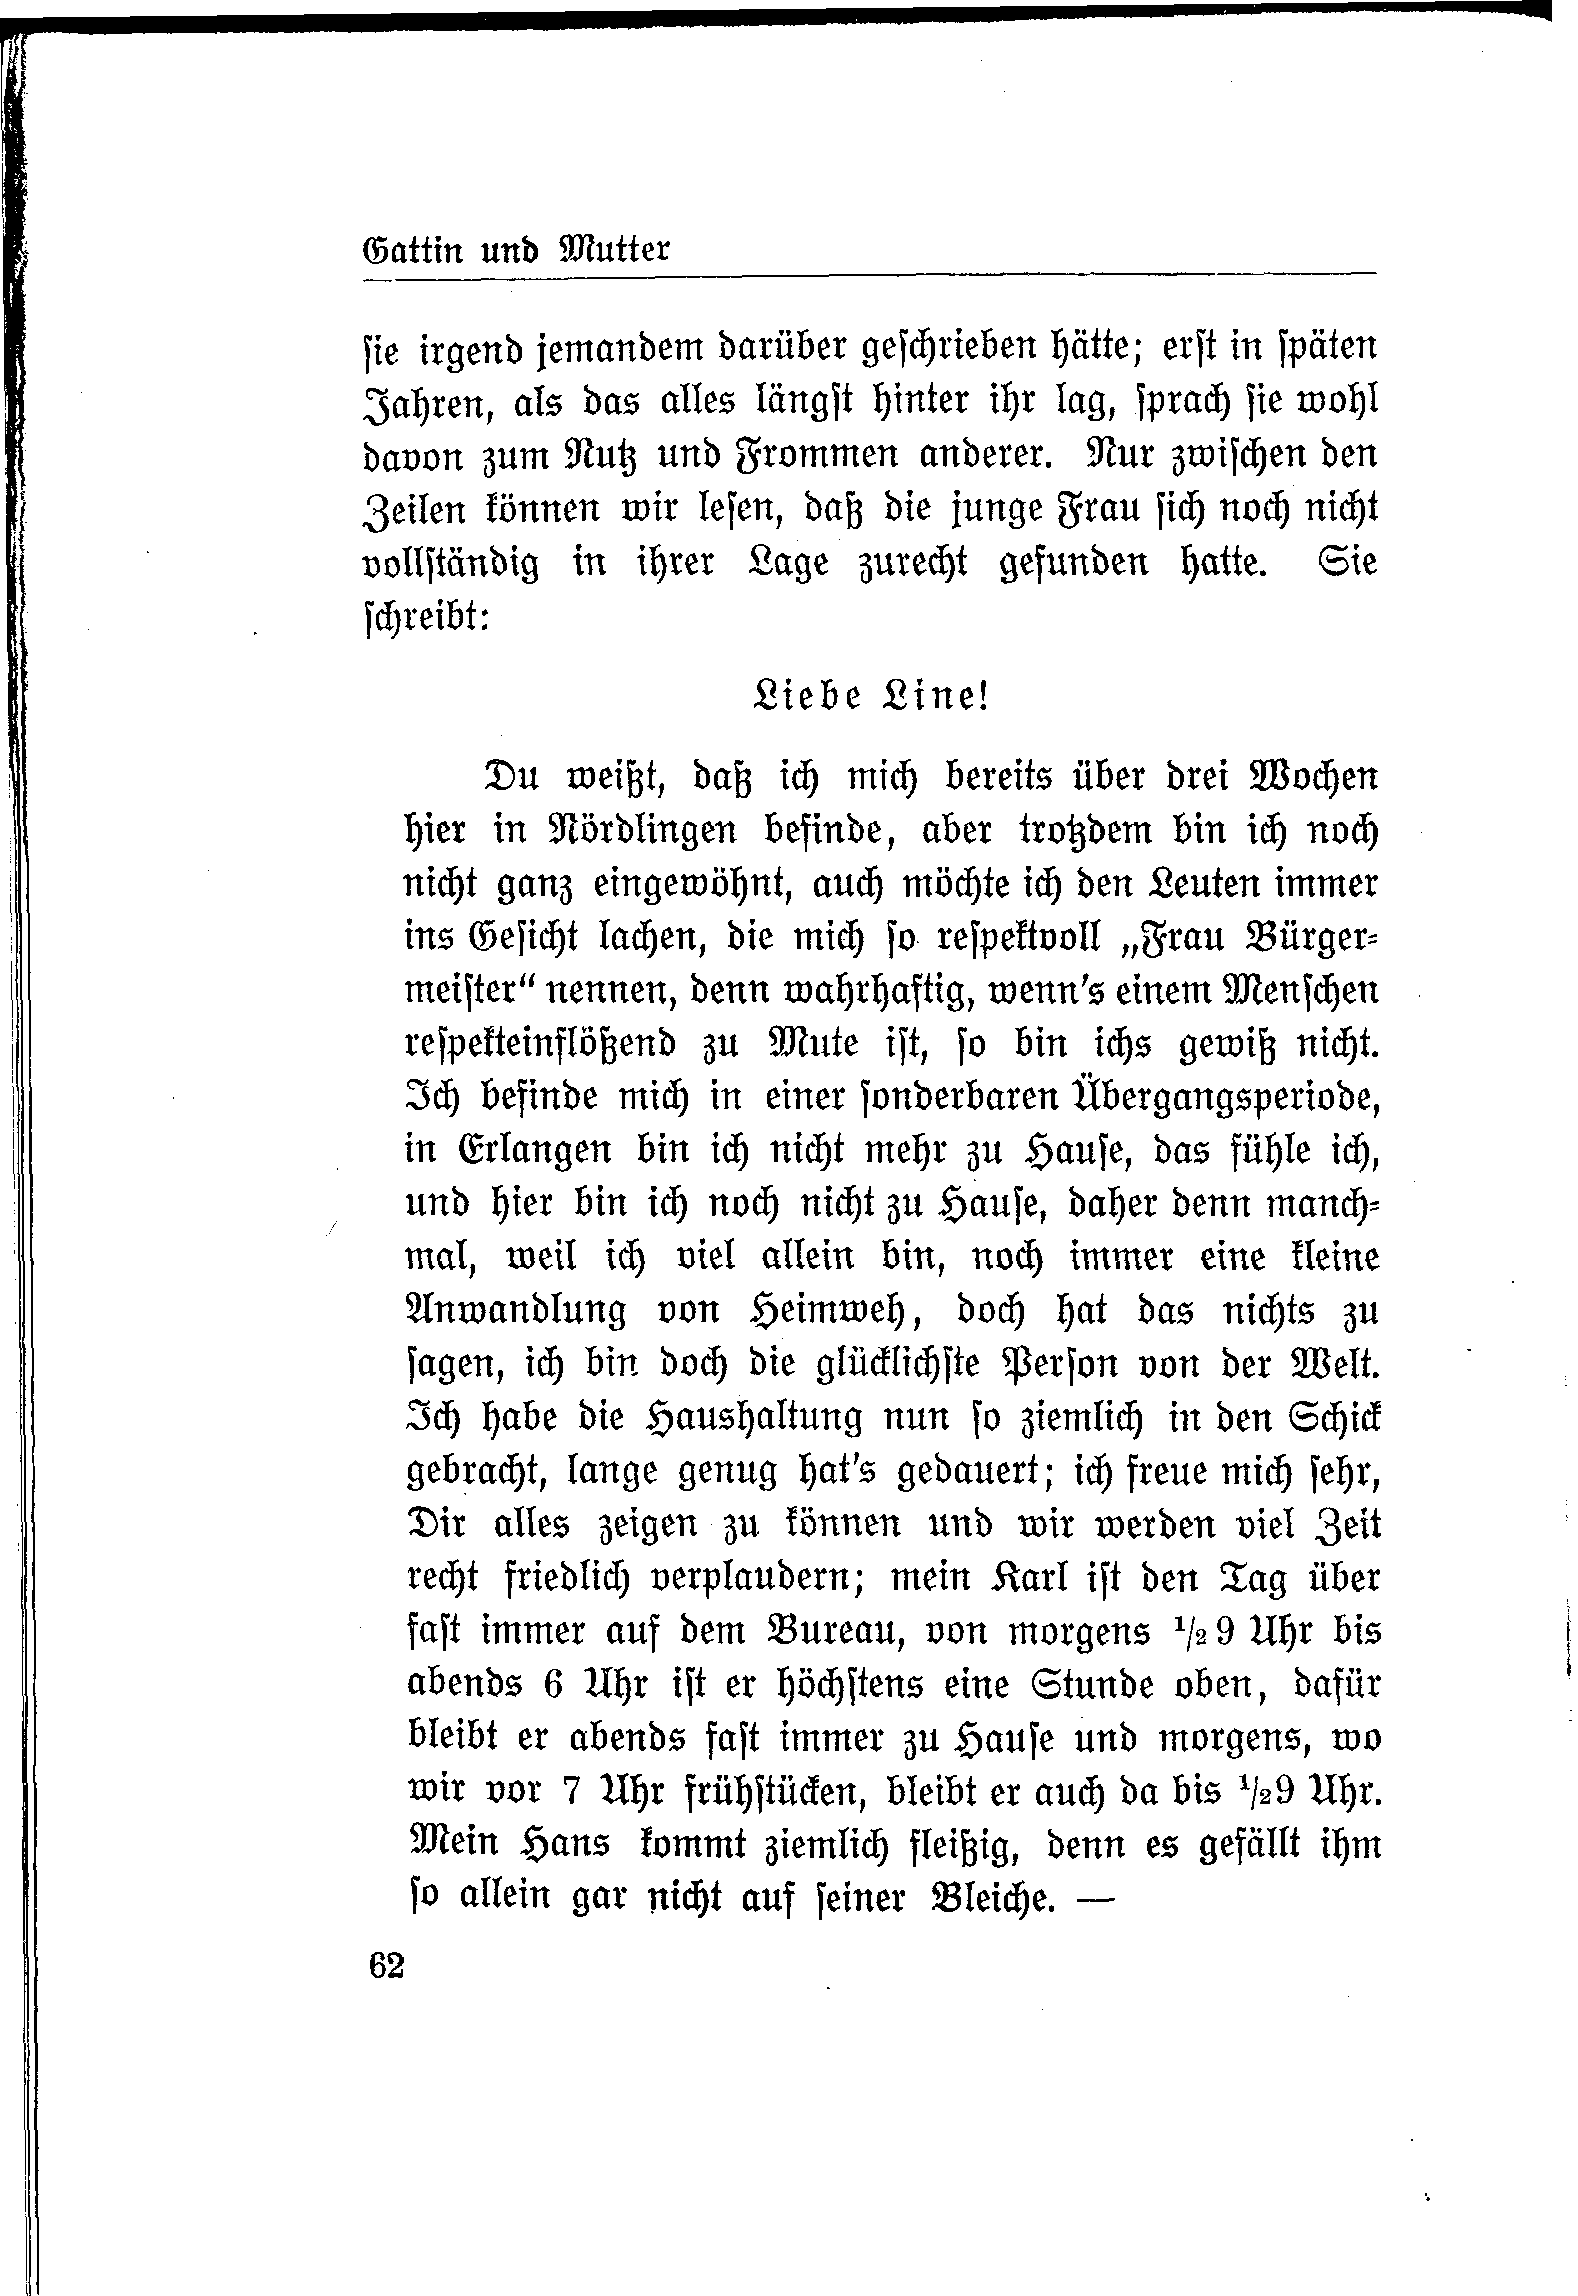 Gattin und Mutter
sie irgend jemandem darüber geschrieben hätte; erst in späten
Jahren, als das alles längst hinter ihr lag, sprach sie wohl
davon zum Nutz und Frommen anderer. Nur zwischen den
Zeilen können wir lesen, daß die junge Frau sich noch nicht
vollständig in ihrer Lage zurecht gefunden hatte. Sie
schreibt:
Liebe Line!
Du weißt, daß ich mich bereits über drei Wochen
hier in Nördlingen befinde, aber trotzdem bin ich noch
nicht ganz eingewöhnt, auch möchte ich den Leuten immer
ins Gesicht lachen, die mich so respektvoll „Frau Bürger-
meister“ nennen, denn wahrhaftig, wenn's einem Menschen
respekteinflößend zu Mute ist, so bin ichs gewiß nicht.
Ich befinde mich in einer sonderbaren Übergangsperiode,
in Erlangen bin ich nicht mehr zu Hause, das fühle ich,
und hier bin ich noch nicht zu Hause, daher denn manch-
mal, weil ich viel allein bin, noch immer eine kleine
Anwandlung von Heimweh, doch hat das nichts zu
sagen, ich bin doch die glücklichste Person von der Welt.
Ich habe die Haushaltung nun so ziemlich in den Schick
gebracht, lange genug hat's gedauert; ich freue mich sehr,
Dir alles zeigen zu können und wir werden viel Zeit
recht friedlich verplaudern; mein Karl ist den Tag über
fast immer auf dem Bureau, von morgens ½9 Uhr bis
abends 6 Uhr ist er höchstens eine Stunde oben, dafür
bleibt er abends fast immer zu Hause und morgens, wo
wir vor 7 Uhr frühstücken, bleibt er auch da bis ½9 Uhr.
Mein Hans kommt ziemlich fleißig, denn es gefällt ihm
so allein gar nicht auf seiner Bleiche. —
62